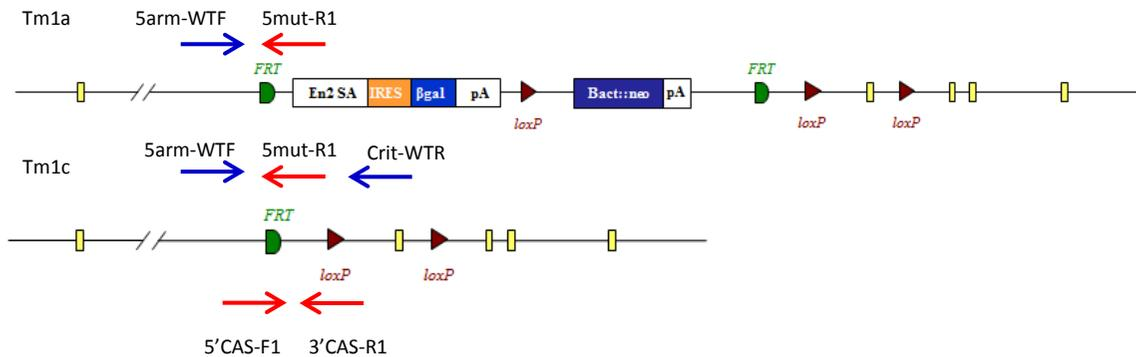 Tm1a 5arm-WTF 5mut-R1
FRT FRT
En2 SA IRES βgal pA Bact::neo pA
loxP loxP loxP
Tm1c 5arm-WTF 5mut-R1 Crit-WTR
FRT
loxP loxP
5’CAS-F1 3’CAS-R1